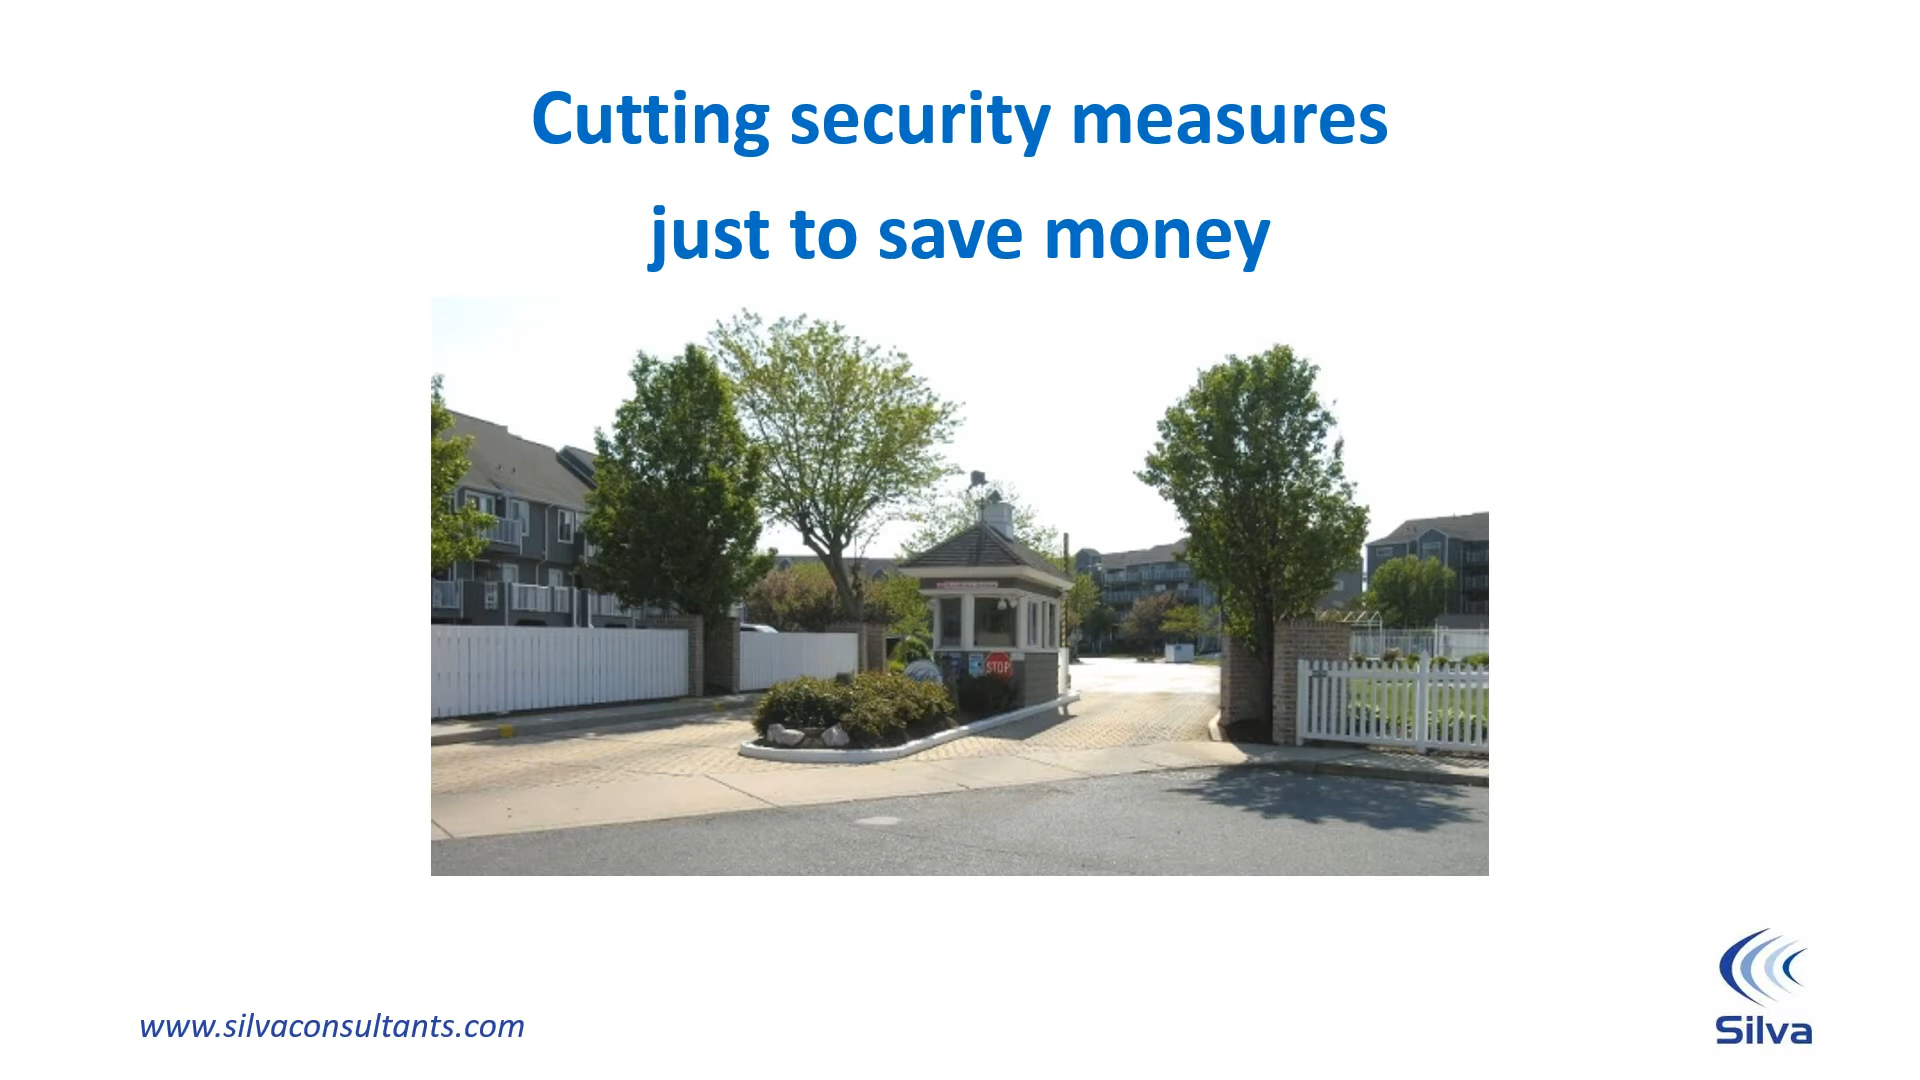 Cutting security measures
just to save money
STOP
www.silvaconsultants.com
Silva